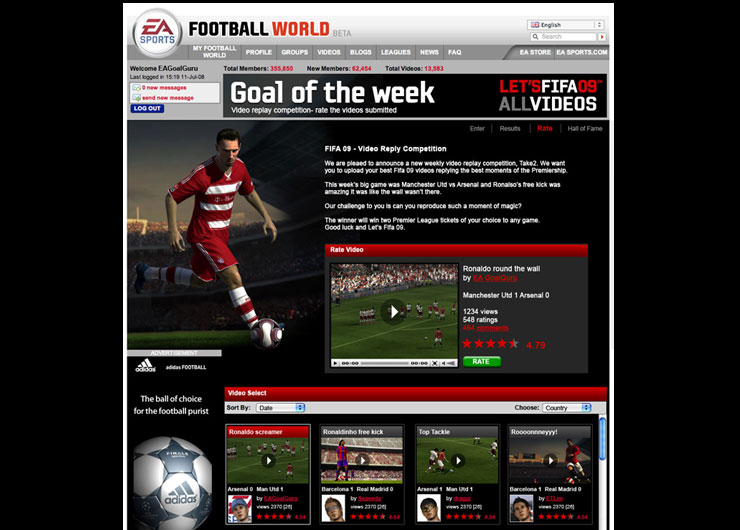 EA SPORTS
FOOTBALL WORLD BETA
English
Search
MY FOOTBALL WORLD
PROFILE
GROUPS
VIDEOS
BLOGS
LEAGUES
NEWS
FAQ
EA STORE
EA SPORTS.COM
Welcome EAGoalGuru
Last logged in 15:19 11-Jul-08
Total Members: 355,850
New Members: 62,454
Total Videos: 13,583
0 new messages
send new message
LOG OUT
Goal of the week
Video replay competition- rate the videos submitted
LET'SFIFA09™
ALLVIDEOS
Enter
Results
Rate
Hall of Fame
FIFA 09 - Video Reply Competition
We are pleaed to announce a new weekly video replay competition, Take2. We want
you to upload your best Fifa 09 videos replying the best moments of the Premiership.
This week's big game was Manchester Utd vs Arsenal and Ronalso's free kick was
amazing it was like the wall wasn't there.
Our challenge to you is can you reproduce such a moment of magic?
The winner will win two Premier League tickets of your choice to any game.
Good luck and Let's Fifa 09.
Rate Video
Ronaldo round the wall
by EA GoalGuru
Manchester Utd 1 Arsenal 0
1234 views
548 ratings
454 comments
4.79
RATE
00:00
00:00
ADVERTISEMENT
adidas
adidas FOOTBALL
The ball of choice
for the football purist
FINALE
adidas
Video Select
Sort By: Date
Choose: Country
Ronaldo screamer
Arsenal 0 Man Utd 1
by EAGoalGuru
views 2370 [26]
4.54
Ronaldinho free kick
Barcelona 1 Real Madrid 0
by
views 2370 [26]
4.54
Top Tackle
Arsenal 0 Man Utd 1
by
views 2370 [26]
4.54
Roooonnneyyy!
Barcelona 1 Real Madrid 0
by
views 2370 [26]
4.54